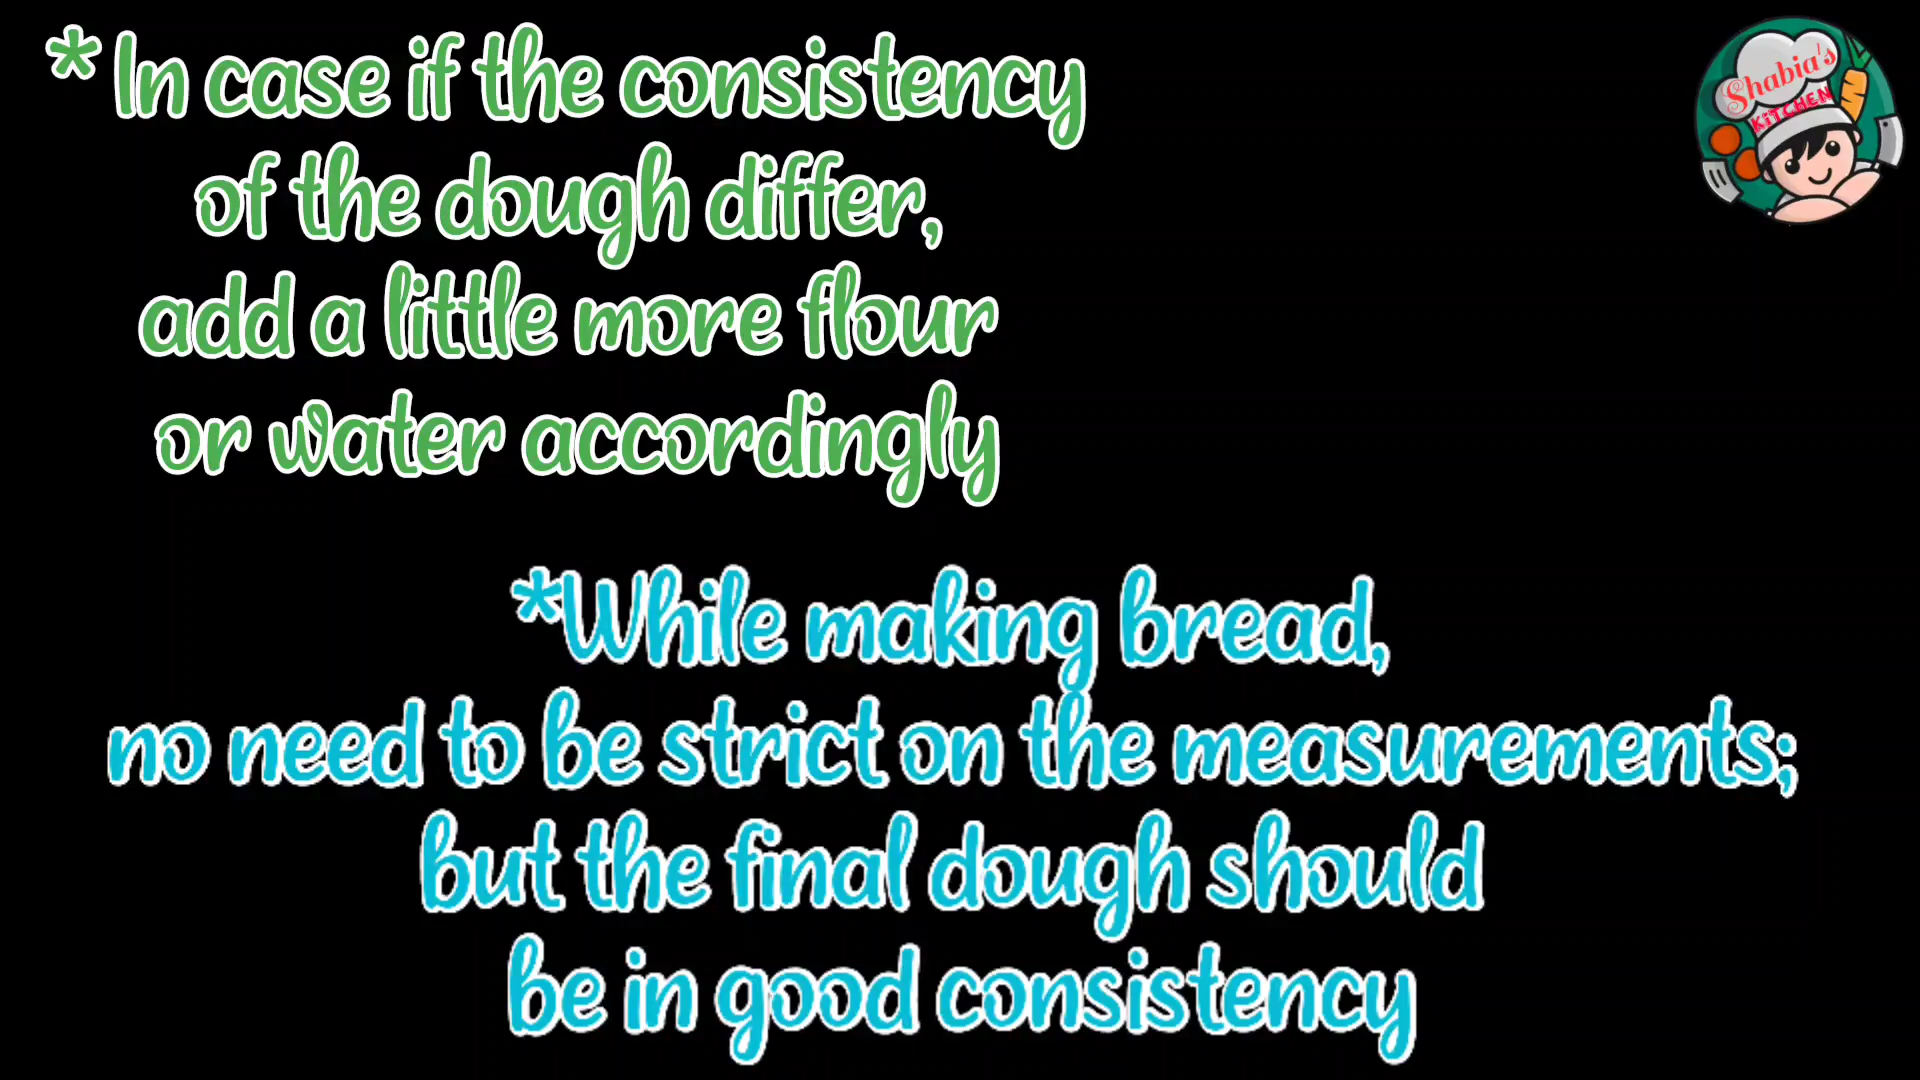 * In case if the consistency
of the dough differ,
add a little more flour
or water accordingly
Shabia's
KiTCHEN
*While making bread,
no need to be strict on the measurements;
but the final dough should
be in good consistency